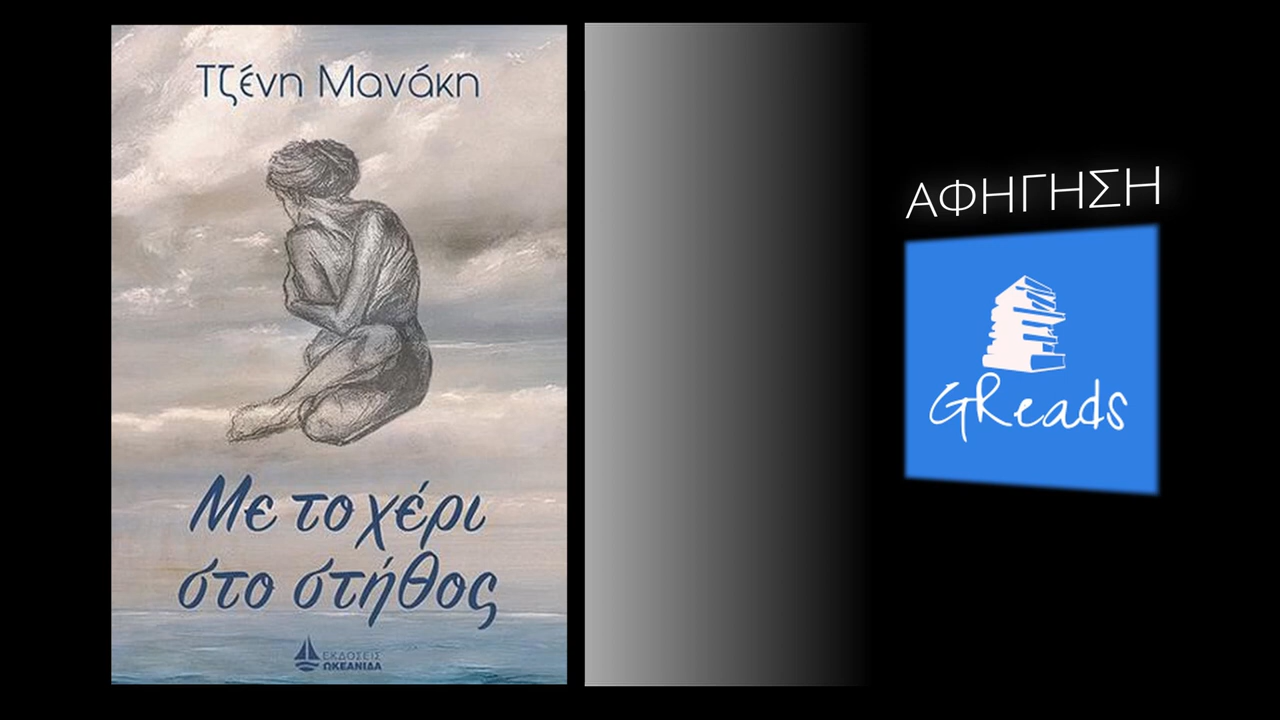 Τζένη Μανάκη
Με το χέρι
στο στήθος
ΕΚΔΟΣΕΙΣ
ΩΚΕΑΝΙΔΑ
ΑΦΗΓΗΣΗ
GReads